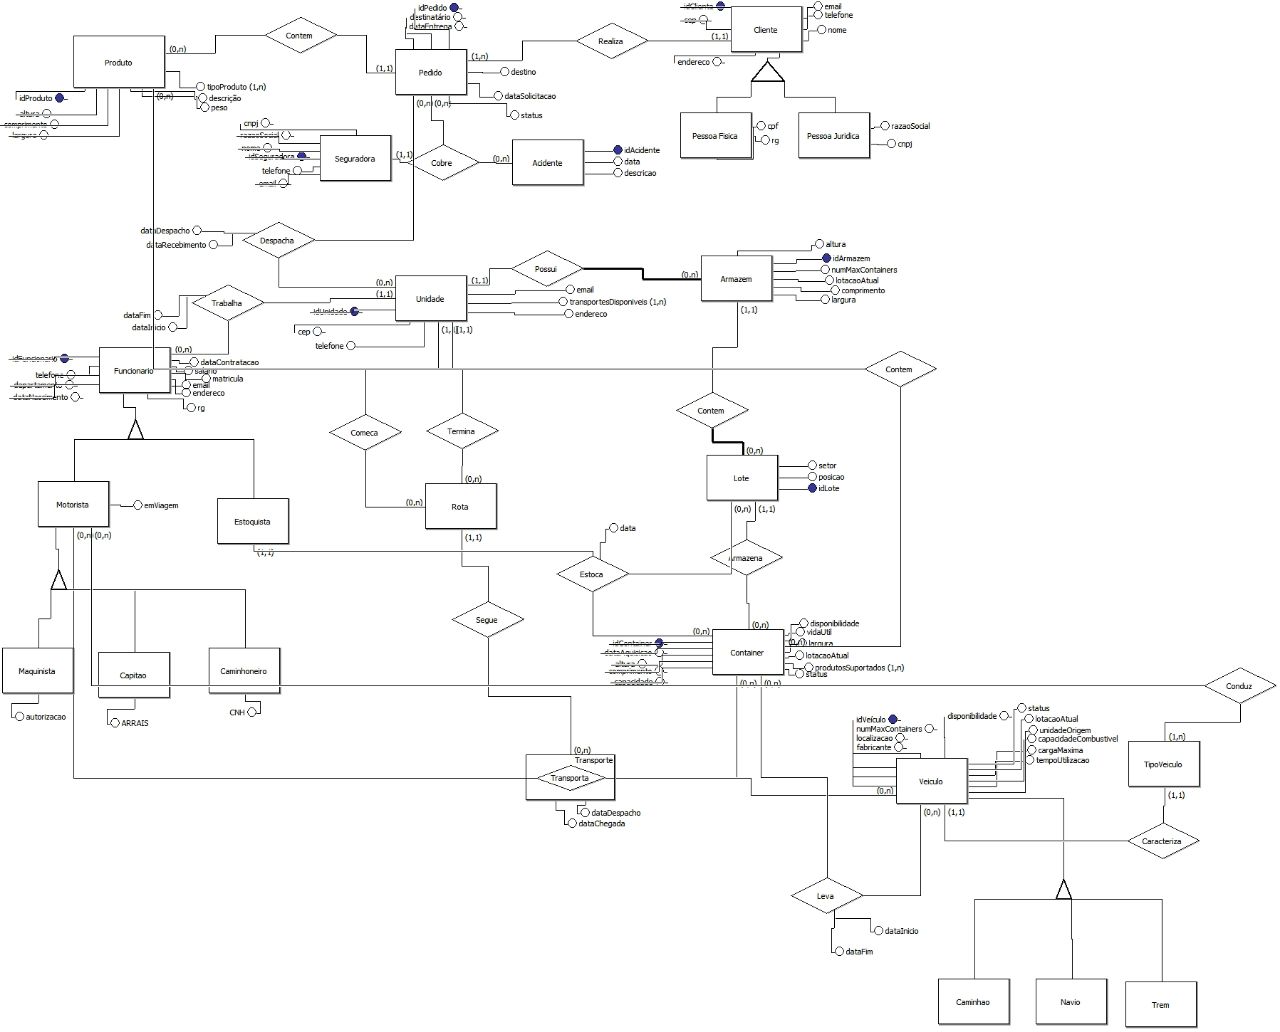 idPedido
destinatário
dataEntrega
idCliente
cep
email
telefone
nome
Cliente
endereco
(0,n)
Contem
(1,1)
Pedido
(1,n)
Realiza
(1,1)
destino
dataSolicitacao
status
Produto
tipoProduto (1,n)
(0,n)
descrição
peso
idProduto
altura
comprimento
largura
(0,n)
(0,n)
Pessoa Fisica
cpf
rg
Pessoa Juridica
razaoSocial
cnpj
cnpj
razaoSocial
nome
idSeguradora
telefone
email
Seguradora
(1,1)
Cobre
(0,n)
Acidente
idAcidente
data
descricao
dataDespacho
dataRecebimento
Despacha
(0,n)
(1,1)
Unidade
(1,1)
Possui
(0,n)
Armazem
altura
idArmazem
numMaxContainers
lotacaoAtual
comprimento
largura
(1,1)
email
transportesDisponiveis (1,n)
endereco
idUnidade
cep
telefone
(1,1)
Trabalha
dataFim
dataInicio
(0,n)
idFuncionario
telefone
departamento
dataNascimento
Funcionario
dataContratacao
salario
matricula
email
endereco
rg
Contem
Comeca
Termina
Contem
(0,n)
(0,n)
(0,n)
Rota
(1,1)
Lote
setor
posicao
idLote
(0,n)
(1,1)
Motorista
emViagem
(0,n)
(0,n)
Estoquista
(1,1)
data
Estoca
Armazena
Segue
(0,n)
(0,n)
Container
disponibilidade
vidaUtil
(0,n)
largura
lotacaoAtual
produtosSuportados (1,n)
status
idContainer
dataAquisicao
altura
comprimento
capacidade
(0,n)
(0,n)
Maquinista
autorizacao
Capitao
ARRAIS
Caminhoneiro
CNH
Conduz
(1,n)
TipoVeiculo
(1,1)
(0,n)
Transporte
Transporta
dataDespacho
dataChegada
idVeículo
numMaxContainers
localizacao
fabricante
disponibilidade
status
lotacaoAtual
unidadeOrigem
capacidadeCombustivel
cargaMaxima
tempoUtilizacao
Veiculo
(0,n)
(0,n)
(1,1)
Caracteriza
Leva
dataInicio
dataFim
Caminhao
Navio
Trem